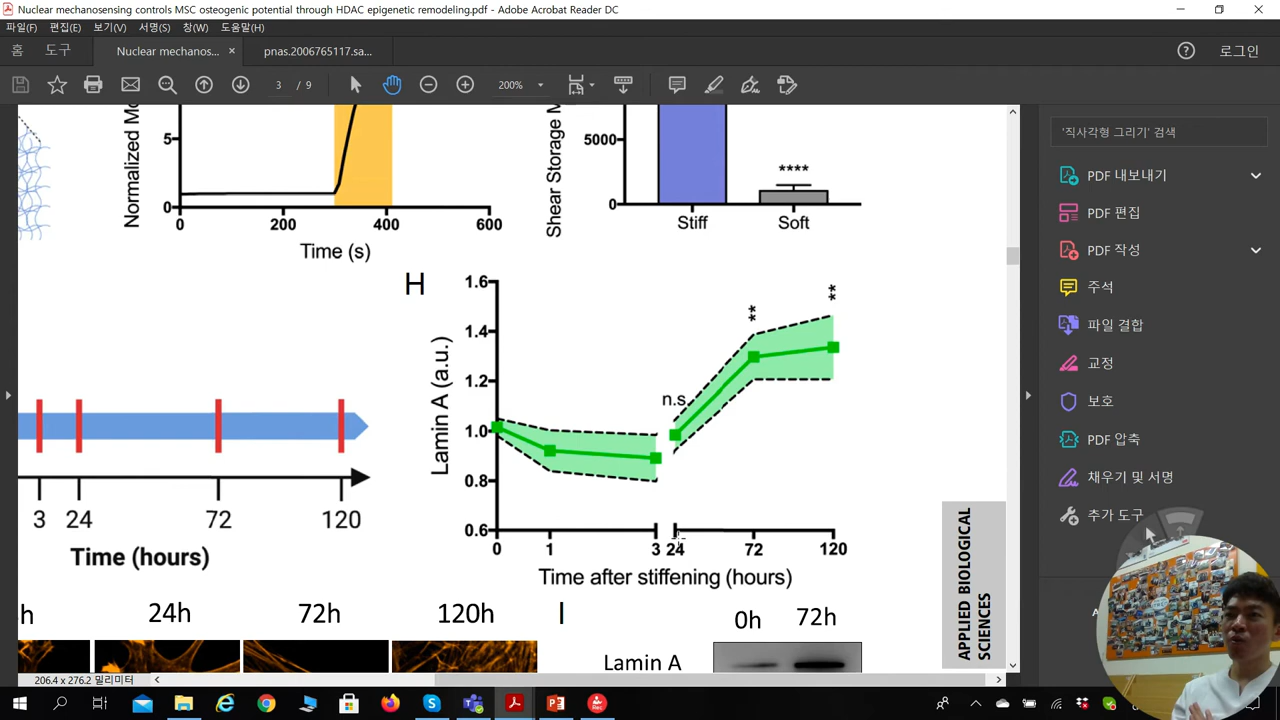 Nuclear mechanosensing controls MSC osteogenic potential through HDAC epigenetic remodeling.pdf - Adobe Acrobat Reader DC
파일(F) 편집(E) 보기(V) 서명(S) 창(W) 도움말(H)
홈 도구 Nuclear mechanos... × pnas.2006765117.sa... 로그인
3 / 9 200%
'직사각형 그리기' 검색
PDF 내보내기
PDF 편집
PDF 작성
주석
파일 결합
교정
보호
PDF 압축
채우기 및 서명
추가 도구
Normalized Mo
5
0
0 200 400 600
Time (s)
Shear Storage M
5000
0
****
Stiff Soft
H
Lamin A (a.u.)
1.6
1.4
1.2
1.0
0.8
0.6
n.s.
**
**
0 1 3 24 72 120
Time after stiffening (hours)
3 24 72 120
Time (hours)
h 24h 72h 120h
I
0h 72h
Lamin A
APPLIED BIOLOGICAL
SCIENCES
206.4 x 276.2 밀리미터